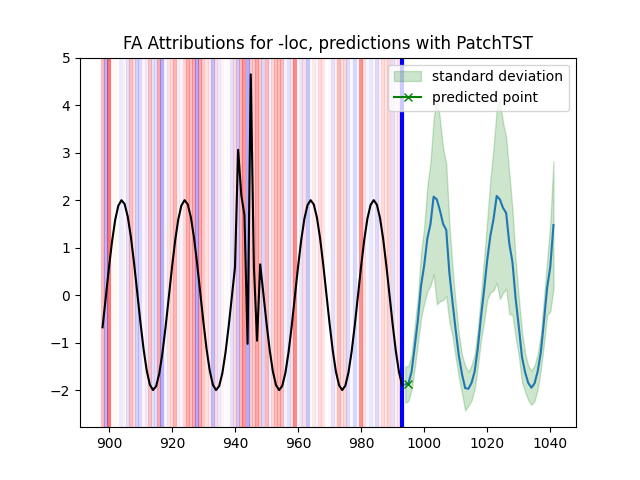 FA Attributions for -loc, predictions with PatchTST
standard deviation
predicted point
5
4
3
2
1
0
−1
−2
900 920 940 960 980 1000 1020 1040